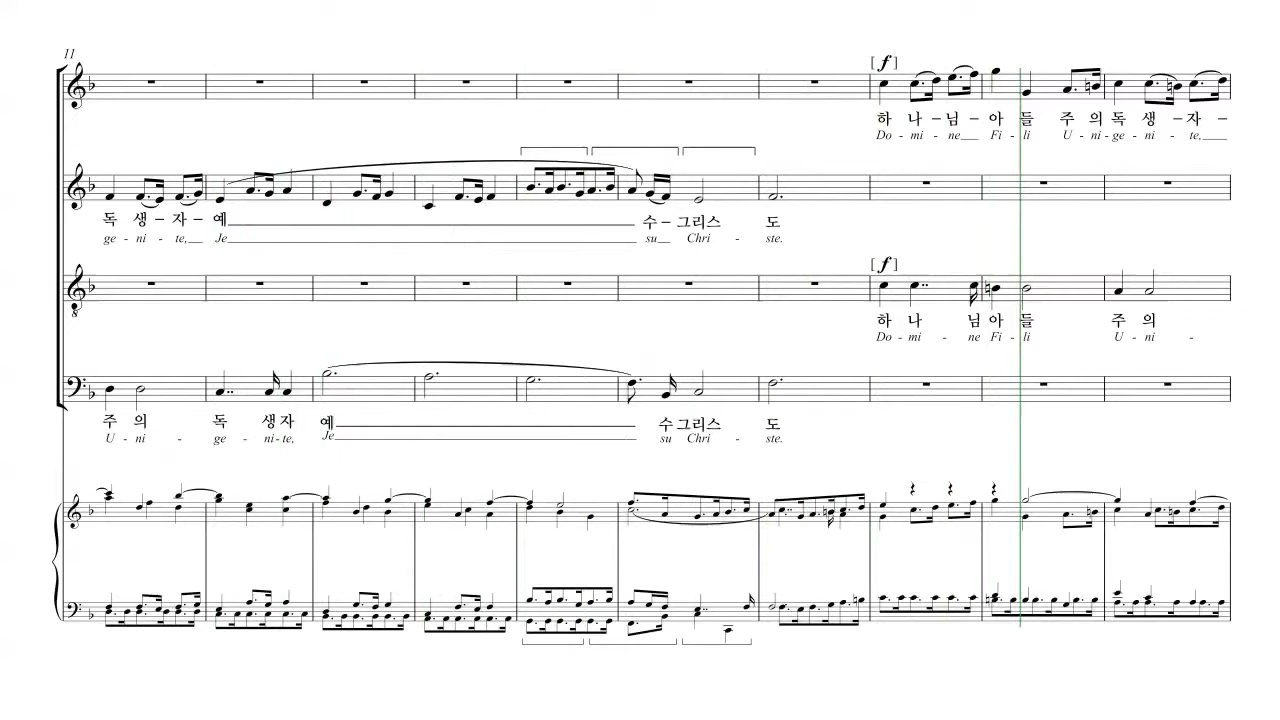 11
[f]
하 나 – 님 – 아 들 주 의 독 생 – 자 –
Do - mi - ne__ Fi - li U - ni - ge - ni - te,__
독 생 – 자 – 예 수 – 그리스 도
ge - ni - te,__ Je su__ Chri - ste.
[f]
하 나 님 아 들 주 의
Do - mi - ne Fi - li U - ni -
8
주 의 독 생 자 예 수 그리스 도
U - ni - ge - ni - te, Je su Chri - ste.